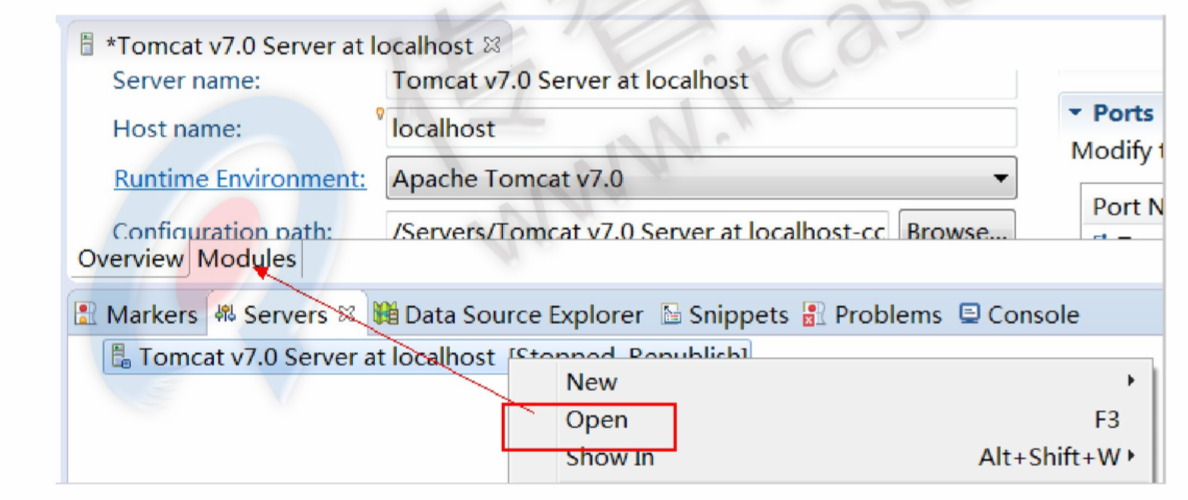 *Tomcat v7.0 Server at localhost
Server name: Tomcat v7.0 Server at localhost
Host name: localhost
Runtime Environment: Apache Tomcat v7.0
Configuration path: /Servers/Tomcat v7.0 Server at localhost-cc Browse...
Ports
Modify t
Port N
Overview Modules
Markers Servers Data Source Explorer Snippets Problems Console
Tomcat v7.0 Server at localhost [Stopped, Republish]
New
Open F3
Show In Alt+Shift+W
传智
www.itcas